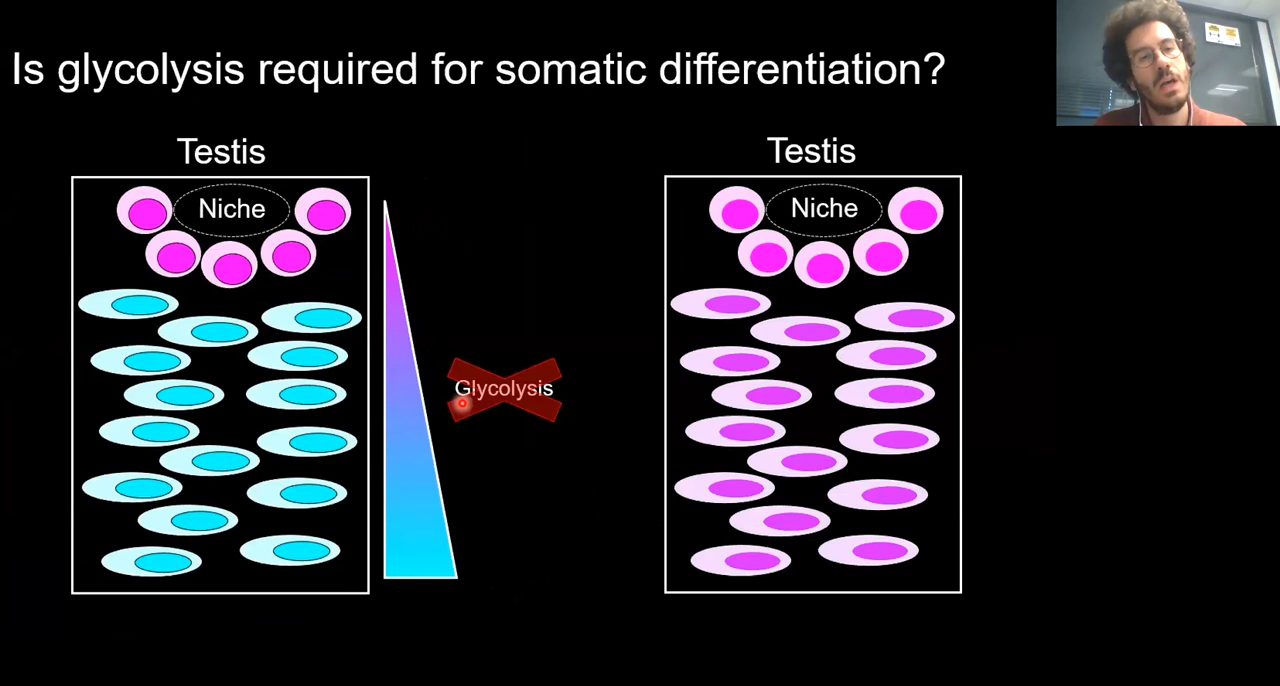 Is glycolysis required for somatic differentiation?
Testis
Testis
Niche
Niche
Glycolysis